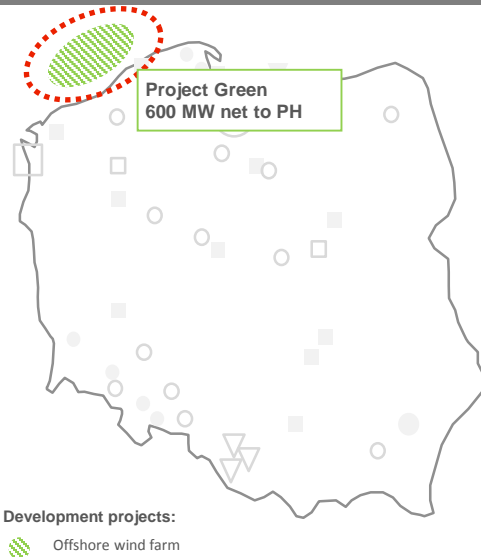 Project Green
600 MW net to PH
Development projects:
Offshore wind farm